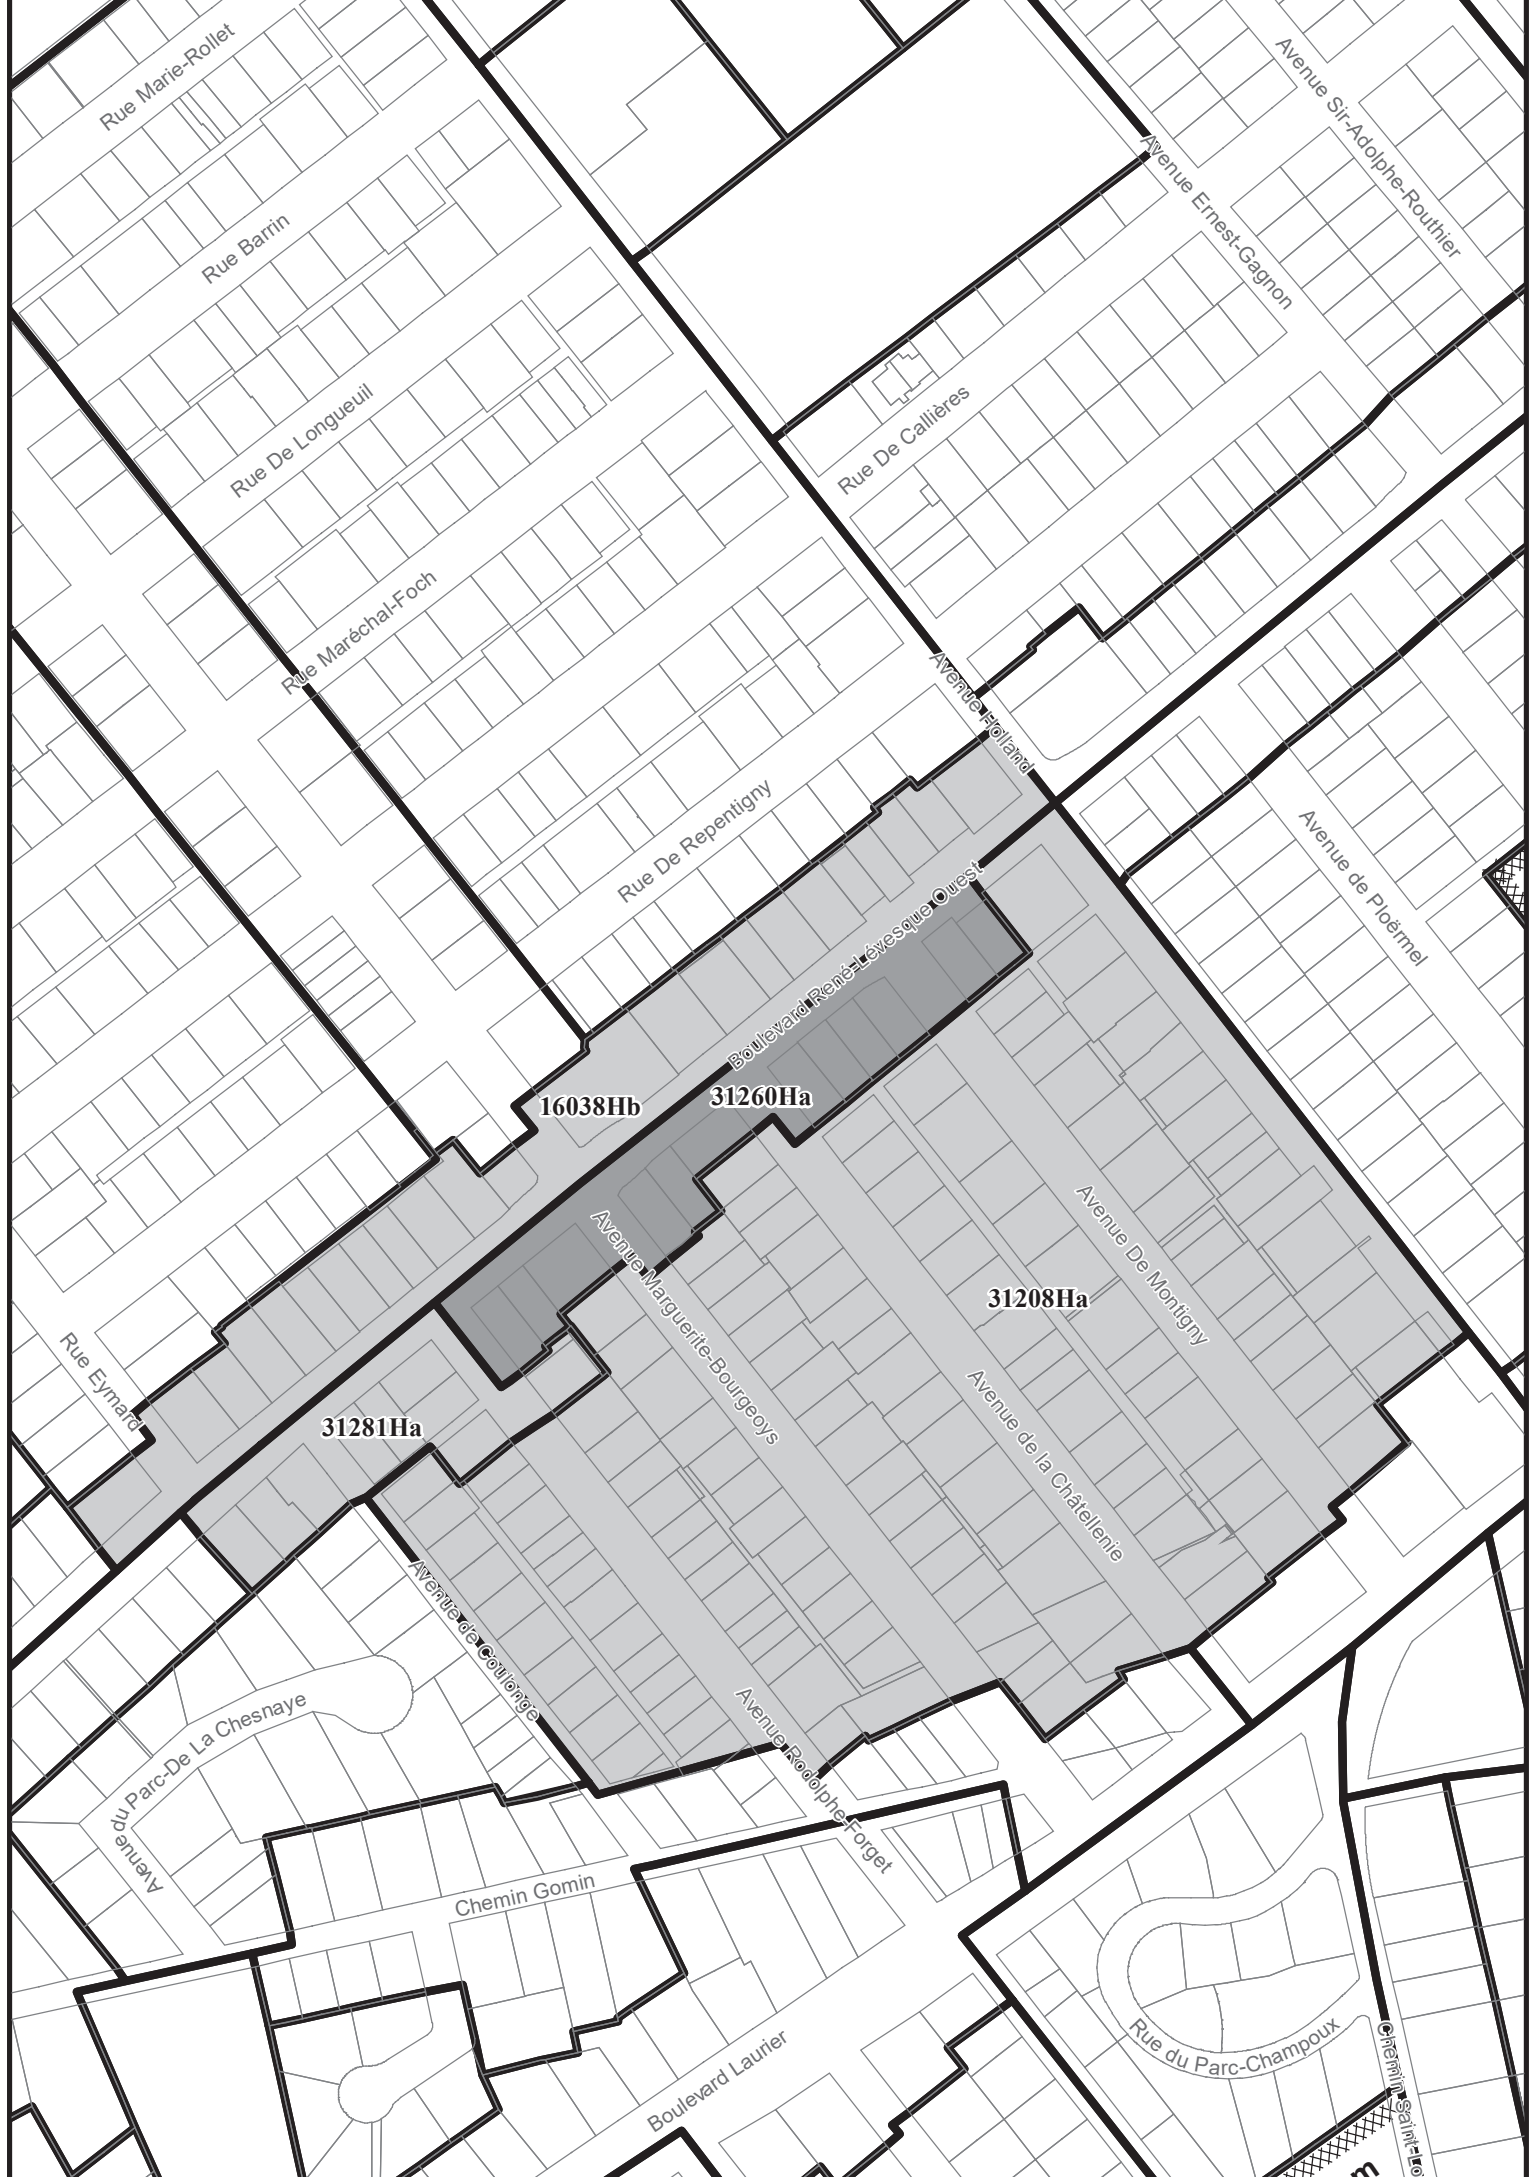 Rue Marie-Rollet
Avenue Sir-Adolphe-Routhier
Avenue Ernest-Gagnon
Rue Barrin
Rue De Longueuil
Rue De Callières
Rue Maréchal-Foch
Avenue Holland
Rue De Repentigny
Avenue de Ploërmel
Boulevard René-Lévesque Ouest
16038Hb
31260Ha
Avenue Marguerite-Bourgeoys
Avenue De Montigny
31208Ha
Rue Eymard
31281Ha
Avenue de la Châtellenie
Avenue de Coulonge
Avenue Rodolphe-Forget
Avenue du Parc-De La Chesnaye
Chemin Gomin
Boulevard Laurier
Rue du Parc-Champoux
Chemin Saint-Lo
m